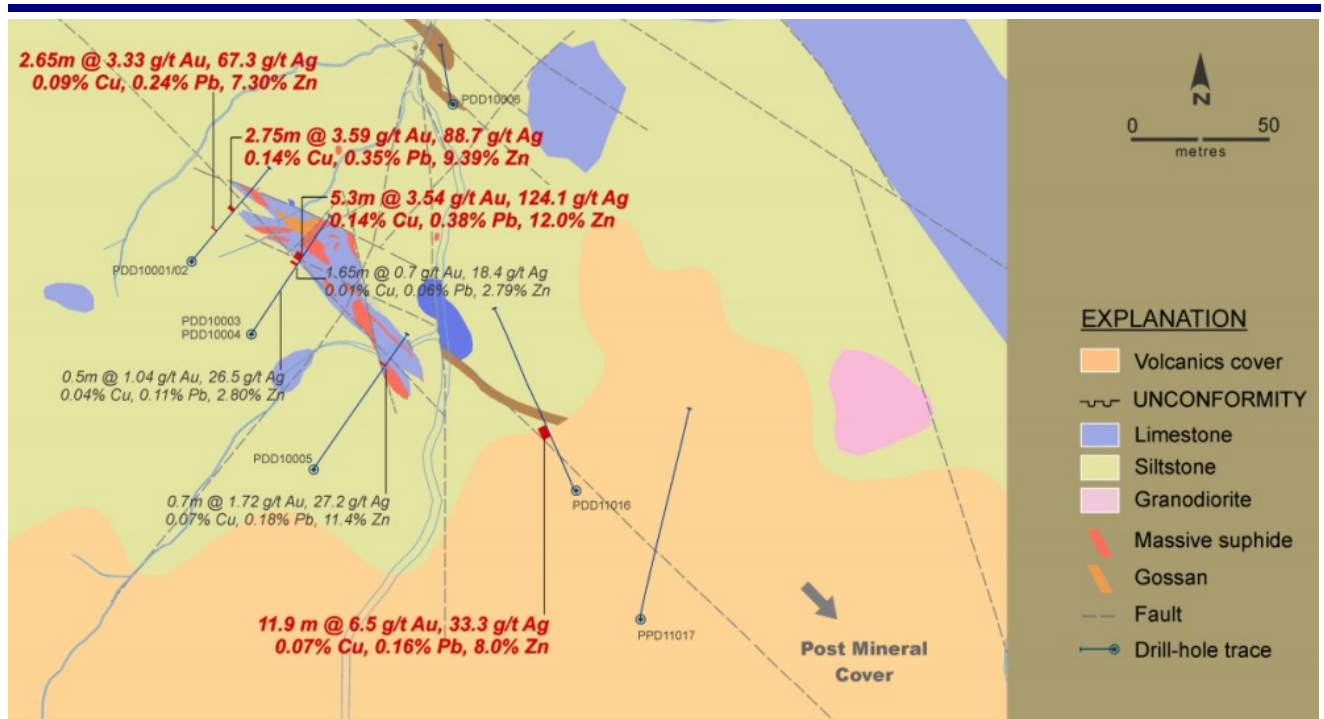 2.65m @ 3.33 g/t Au, 67.3 g/t Ag
0.09% Cu, 0.24% Pb, 7.30% Zn
PDD10006
2.75m @ 3.59 g/t Au, 88.7 g/t Ag
0.14% Cu, 0.35% Pb, 9.39% Zn
5.3m @ 3.54 g/t Au, 124.1 g/t Ag
0.14% Cu, 0.38% Pb, 12.0% Zn
PDD10001/02
1.65m @ 0.7 g/t Au, 18.4 g/t Ag
0.01% Cu, 0.06% Pb, 2.79% Zn
PDD10003
PDD10004
0.5m @ 1.04 g/t Au, 26.5 g/t Ag
0.04% Cu, 0.11% Pb, 2.80% Zn
PDD10005
0.7m @ 1.72 g/t Au, 27.2 g/t Ag
0.07% Cu, 0.18% Pb, 11.4% Zn
PDD11016
11.9 m @ 6.5 g/t Au, 33.3 g/t Ag
0.07% Cu, 0.16% Pb, 8.0% Zn
PPD11017
Post Mineral
Cover
N
0 50
metres
EXPLANATION
Volcanics cover
UNCONFORMITY
Limestone
Siltstone
Granodiorite
Massive suphide
Gossan
Fault
Drill-hole trace